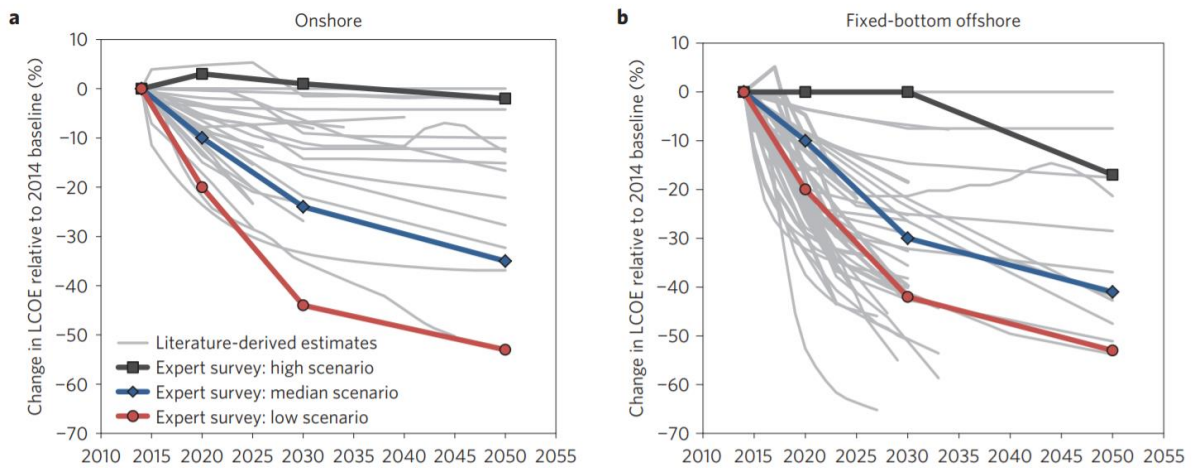 a
Onshore
Change in LCOE relative to 2014 baseline (%)
10
0
−10
−20
−30
−40
−50
−60
−70
Literature-derived estimates
Expert survey: high scenario
Expert survey: median scenario
Expert survey: low scenario
2010 2015 2020 2025 2030 2035 2040 2045 2050 2055
b
Fixed-bottom offshore
Change in LCOE relative to 2014 baseline (%)
10
0
−10
−20
−30
−40
−50
−60
−70
2010 2015 2020 2025 2030 2035 2040 2045 2050 2055